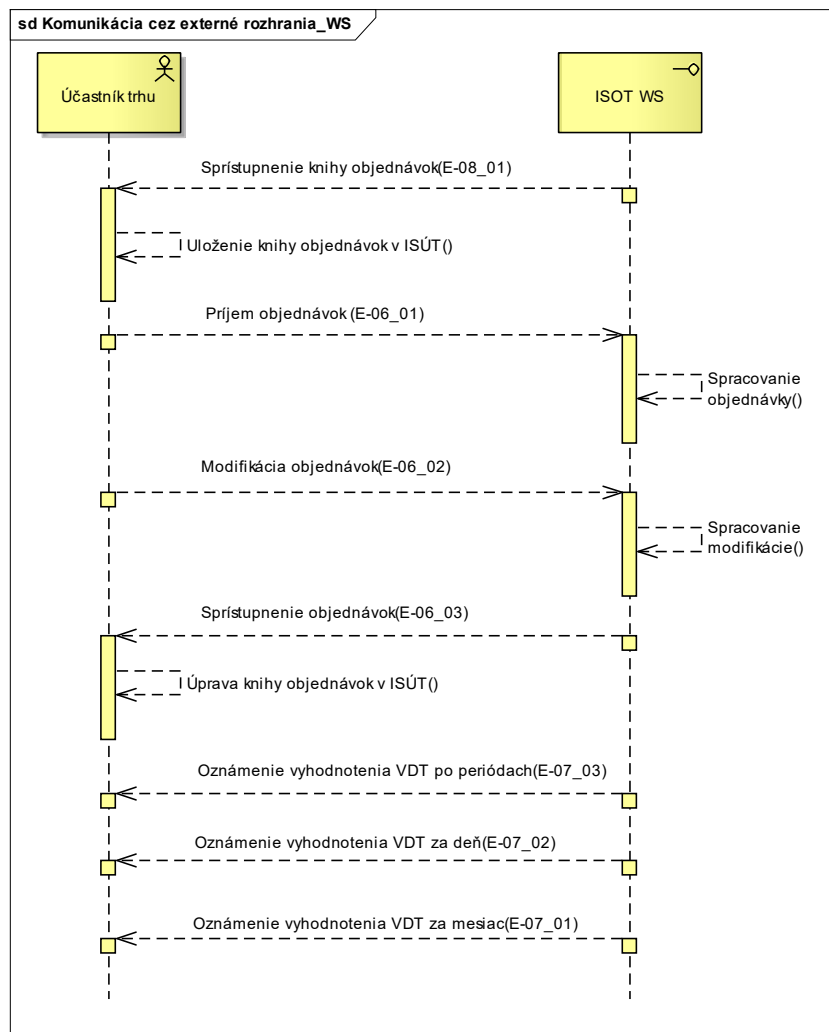 sd Komunikácia cez externé rozhrania_WS
Účastník trhu
ISOT WS
Sprístupnenie knihy objednávok(E-08_01)
Uloženie knihy objednávok v ISÚT()
Príjem objednávok (E-06_01)
Spracovanie
objednávky()
Modifikácia objednávok(E-06_02)
Spracovanie
modifikácie()
Sprístupnenie objednávok(E-06_03)
Úprava knihy objednávok v ISÚT()
Oznámenie vyhodnotenia VDT po periódach(E-07_03)
Oznámenie vyhodnotenia VDT za deň(E-07_02)
Oznámenie vyhodnotenia VDT za mesiac(E-07_01)